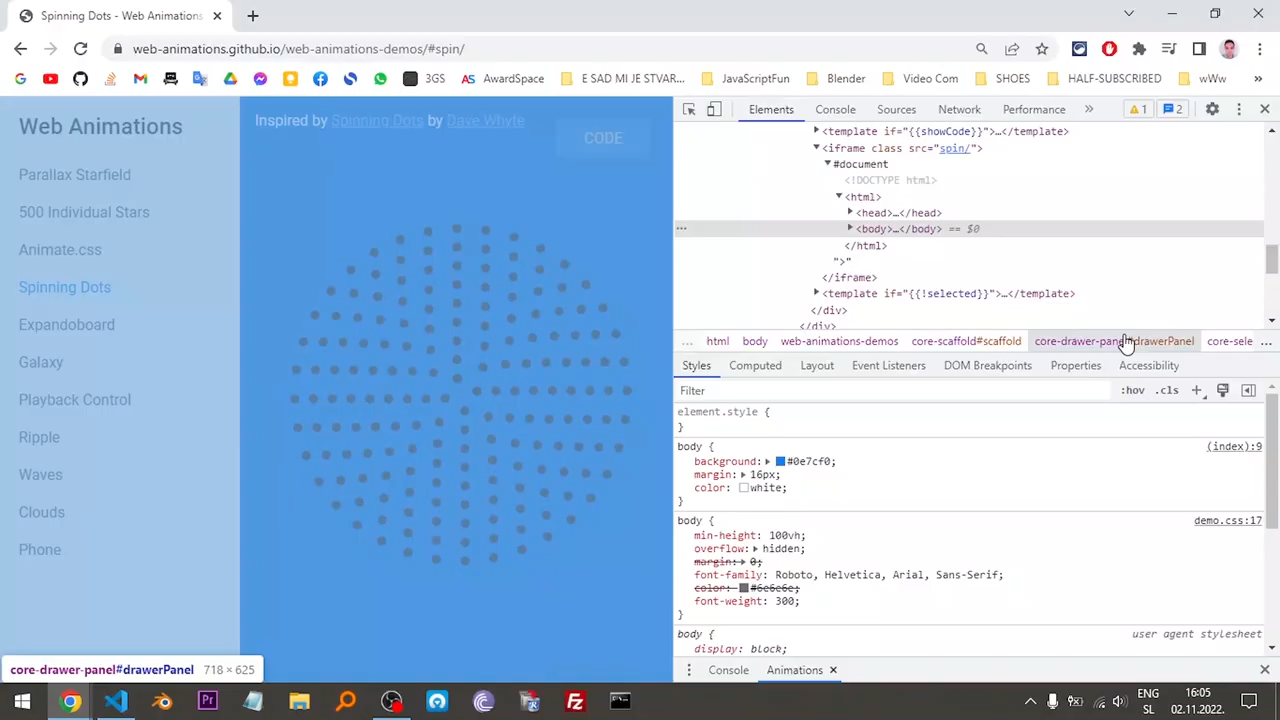 Spinning Dots - Web Animations
web-animations.github.io/web-animations-demos/#spin/
3GS
AwardSpace
E SAD MI JE STVAR...
JavaScriptFun
Blender
Video Com
SHOES
HALF-SUBSCRIBED
wWw
»
Web Animations
Parallax Starfield
500 Individual Stars
Animate.css
Spinning Dots
Expandoboard
Galaxy
Playback Control
Ripple
Waves
Clouds
Phone
Inspired by Spinning Dots by Dave Whyte
CODE
core-drawer-panel#drawerPanel 718 × 625
Elements Console Sources Network Performance » 1 2
<template if="{{showCode}}">…</template>
<iframe class src="spin/">
#document
<!DOCTYPE html>
<html>
<head>…</head>
... <body>…</body> == $0
</html>
">"
</iframe>
<template if="{{!selected}}">…</template>
</div>
</div>
... html body web-animations-demos core-scaffold#scaffold core-drawer-panel#drawerPanel core-sele ...
Styles Computed Layout Event Listeners DOM Breakpoints Properties Accessibility
Filter :hov .cls +
element.style {
}
body { (index):9
background: #0e7cf0;
margin: 16px;
color: white;
}
body { demo.css:17
min-height: 100vh;
overflow: hidden;
margin: 0;
font-family: Roboto, Helvetica, Arial, Sans-Serif;
color: #6e6e6e;
font-weight: 300;
}
body { user agent stylesheet
display: block;
Console Animations
ENG
SL
16:05
02.11.2022.